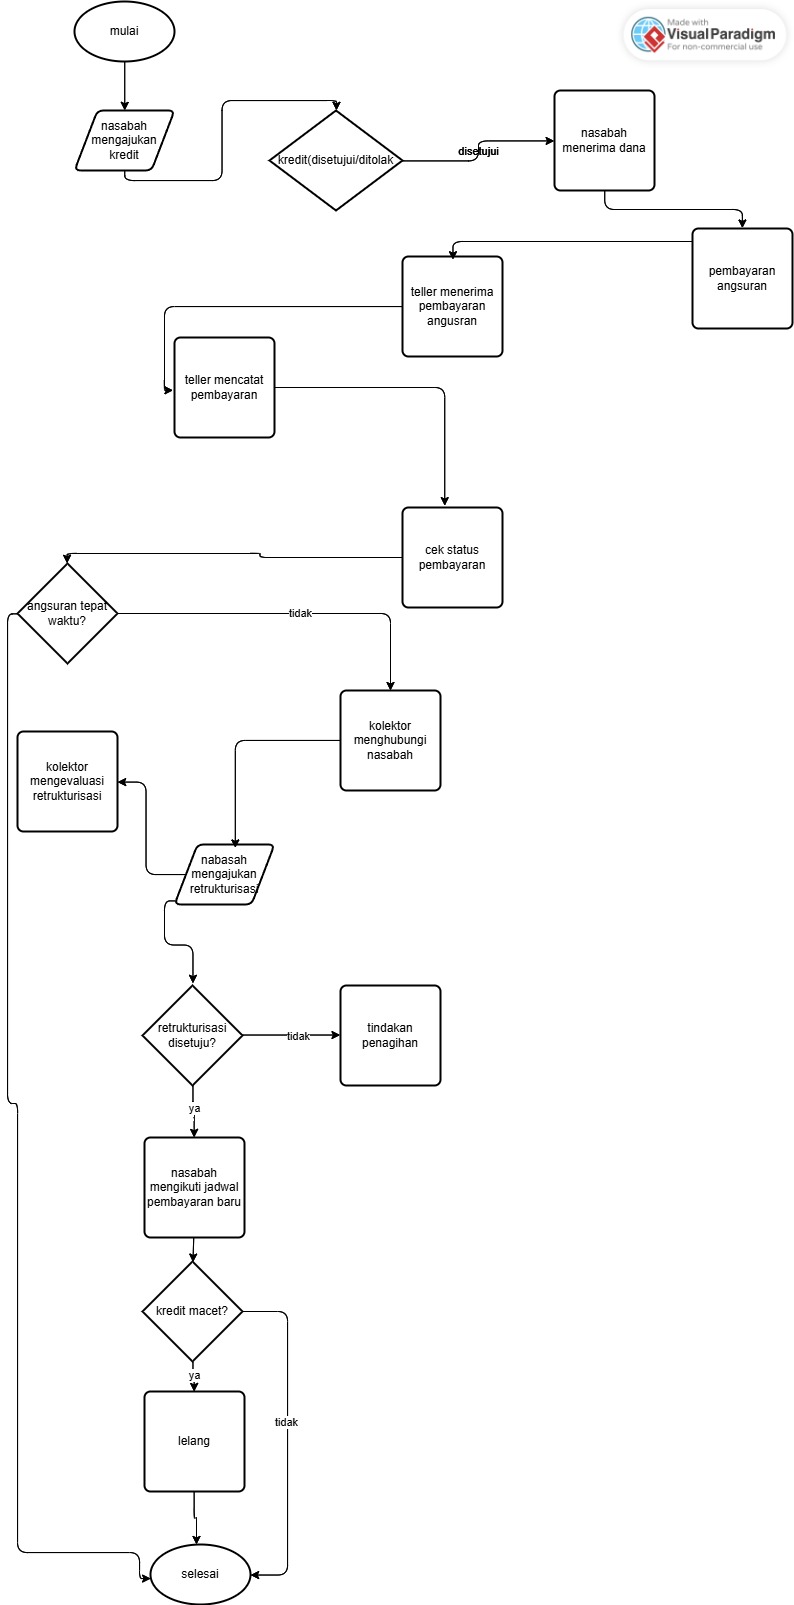 mulai
Made with
VisualParadigm
For non-commercial use
nasabah
mengajukan
kredit
kredit(disetujui/ditolak
disetujui
nasabah
menerima dana
pembayaran
angsuran
teller menerima
pembayaran
angusran
teller mencatat
pembayaran
cek status
pembayaran
angsuran tepat
waktu?
tidak
kolektor
menghubungi
nasabah
kolektor
mengevaluasi
retrukturisasi
nabasah
mengajukan
retrukturisasi
retrukturisasi
disetuju?
tidak
tindakan
penagihan
ya
nasabah
mengikuti jadwal
pembayaran baru
kredit macet?
ya
tidak
lelang
selesai